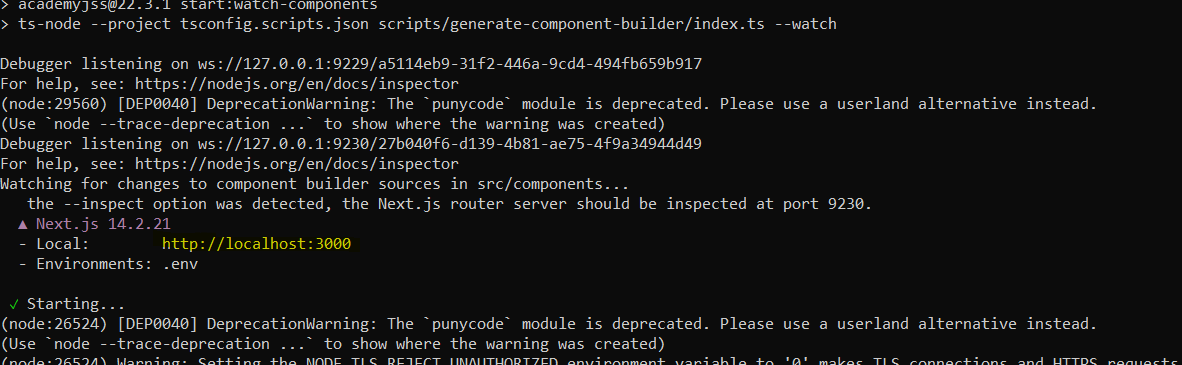 > academyjss@22.3.1 start:watch-components
> ts-node --project tsconfig.scripts.json scripts/generate-component-builder/index.ts --watch
Debugger listening on ws://127.0.0.1:9229/a5114eb9-31f2-446a-9cd4-494fb659b917
For help, see: https://nodejs.org/en/docs/inspector
(node:29560) [DEP0040] DeprecationWarning: The `punycode` module is deprecated. Please use a userland alternative instead.
(Use `node --trace-deprecation ...` to show where the warning was created)
Debugger listening on ws://127.0.0.1:9230/27b040f6-d139-4b81-ae75-4f9a34944d49
For help, see: https://nodejs.org/en/docs/inspector
Watching for changes to component builder sources in src/components...
   the --inspect option was detected, the Next.js router server should be inspected at port 9230.
▲ Next.js 14.2.21
- Local:        http://localhost:3000
- Environments: .env
✓ Starting...
(node:26524) [DEP0040] DeprecationWarning: The `punycode` module is deprecated. Please use a userland alternative instead.
(Use `node --trace-deprecation ...` to show where the warning was created)
(node:26524) Warning: Setting the NODE_TLS_REJECT_UNAUTHORIZED environment variable to '0' makes TLS connections and HTTPS requests